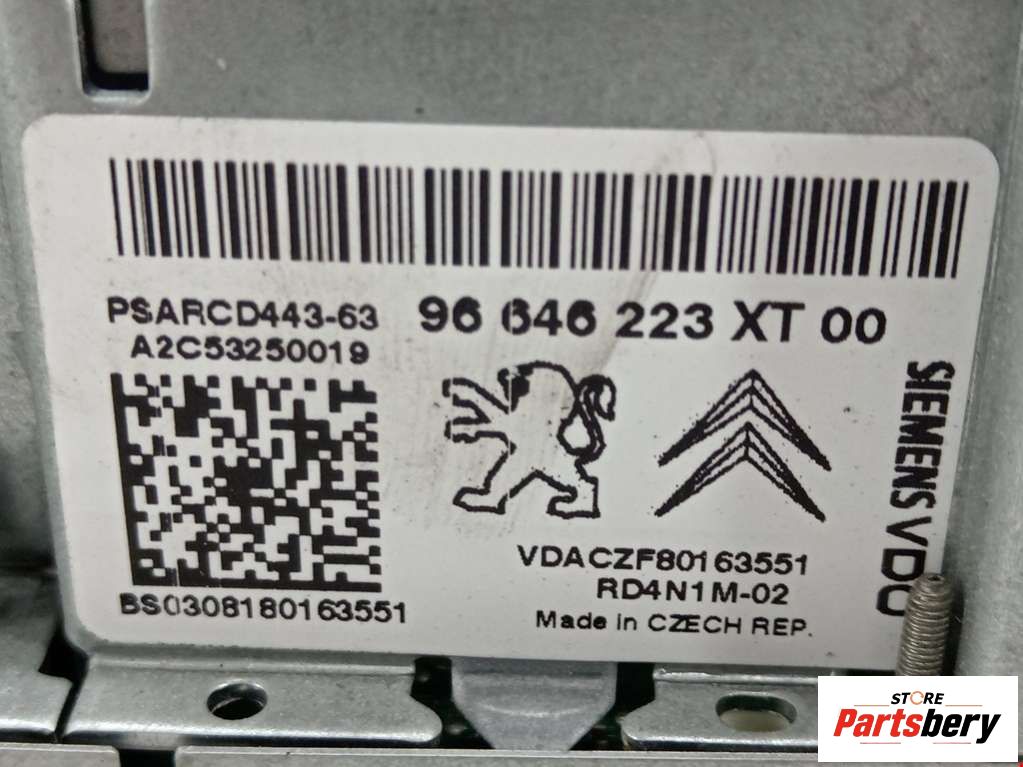 PSARCD443-63
96 646 223 XT 00
A2C53250019
SIEMENS VDO
VDACZF80163551
RD4N1M-02
BS0308180163551
Made in CZECH REP.
STORE
Partsbery